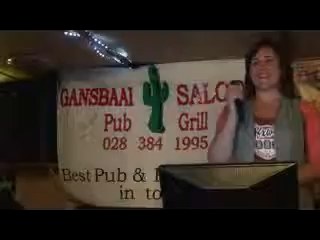 GANSBAAI SALO
Pub Grill
028 384 1995
Best Pub &
in to